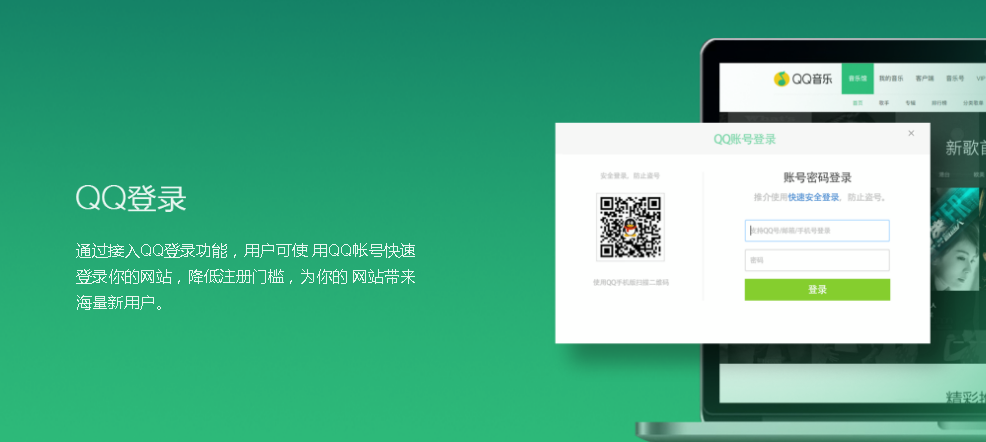 QQ登录
通过接入QQ登录功能，用户可使 用QQ帐号快速
登录你的网站，降低注册门槛，为你的 网站带来
海量新用户。
QQ音乐
音乐馆 我的音乐 客户端 音乐号 VIP
首页 歌手 专辑 排行榜 分类歌单
新歌首
QQ账号登录
×
安全登录，防止盗号
使用QQ手机版扫描二维码
账号密码登录
推介使用快速安全登录，防止盗号。
支持QQ号/邮箱/手机号登录
密码
登录
精彩推